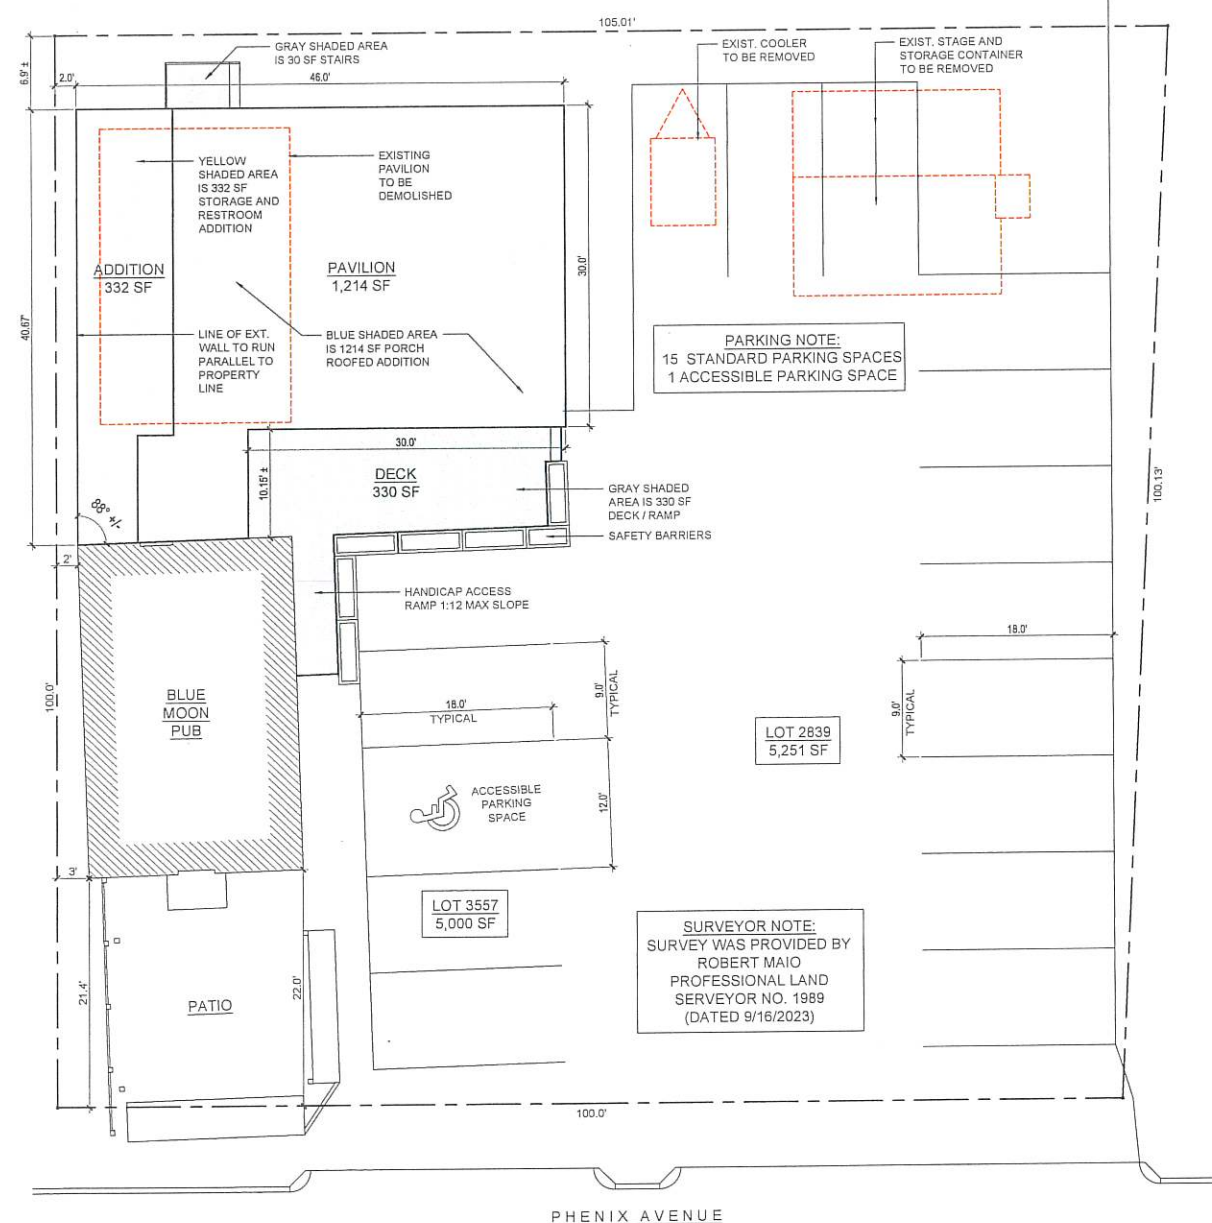 105.01'
GRAY SHADED AREA
IS 30 SF STAIRS
EXIST. COOLER
TO BE REMOVED
EXIST. STAGE AND
STORAGE CONTAINER
TO BE REMOVED
6.9' ±
2.0'
46.0'
YELLOW
SHADED AREA
IS 332 SF
STORAGE AND
RESTROOM
ADDITION
EXISTING
PAVILION
TO BE
DEMOLISHED
ADDITION
332 SF
PAVILION
1,214 SF
30.0'
40.67'
LINE OF EXT.
WALL TO RUN
PARALLEL TO
PROPERTY
LINE
BLUE SHADED AREA
IS 1214 SF PORCH
ROOFED ADDITION
PARKING NOTE:
15 STANDARD PARKING SPACES
1 ACCESSIBLE PARKING SPACE
30.0'
10.15' ±
DECK
330 SF
GRAY SHADED
AREA IS 330 SF
DECK / RAMP
SAFETY BARRIERS
88° +/-
100.13'
2'
HANDICAP ACCESS
RAMP 1:12 MAX SLOPE
18.0'
100.0'
BLUE
MOON
PUB
18.0'
TYPICAL
9.0'
TYPICAL
9.0'
TYPICAL
LOT 2839
5,251 SF
ACCESSIBLE
PARKING
SPACE
12.0'
3'
LOT 3557
5,000 SF
SURVEYOR NOTE:
SURVEY WAS PROVIDED BY
ROBERT MAIO
PROFESSIONAL LAND
SERVEYOR NO. 1989
(DATED 9/16/2023)
21.4'
PATIO
22.0'
100.0'
PHENIX AVENUE